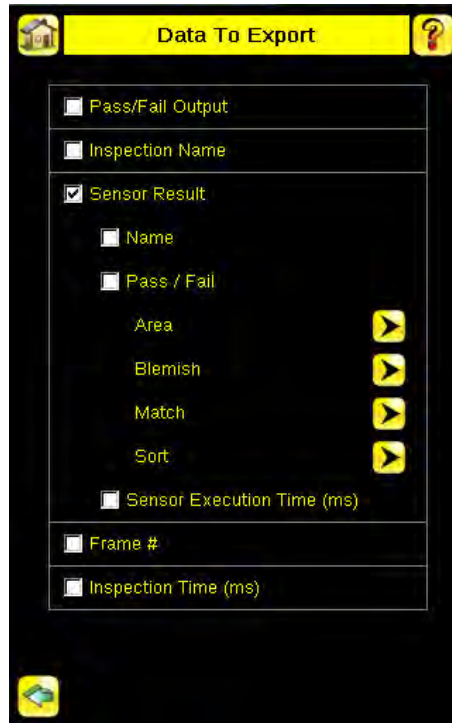 Data To Export
Pass/Fail Output
Inspection Name
Sensor Result
Name
Pass / Fail
Area
Blemish
Match
Sort
Sensor Execution Time (ms)
Frame #
Inspection Time (ms)